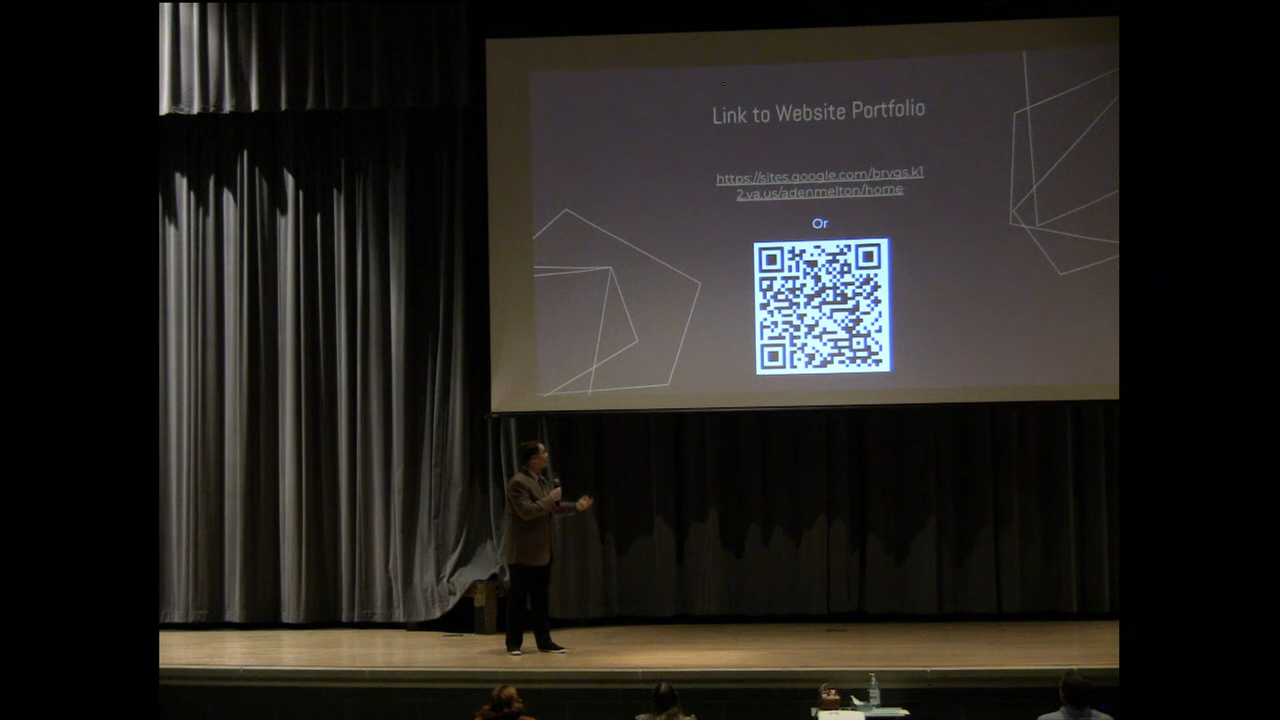 Link to Website Portfolio
https://sites.google.com/brvgs.k1
2.va.us/adenmelton/home
Or